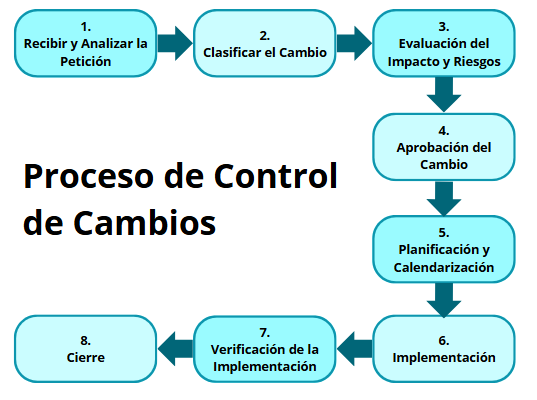 1.
Recibir y Analizar la
Petición
2.
Clasificar el Cambio
3.
Evaluación del
Impacto y Riesgos
4.
Aprobación del
Cambio
Proceso de Control
de Cambios
5.
Planificación y
Calendarización
6.
Implementación
7.
Verificación de la
Implementación
8.
Cierre